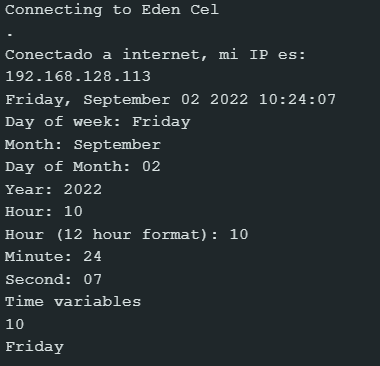 Connecting to Eden Cel
.
Conectado a internet, mi IP es:
192.168.128.113
Friday, September 02 2022 10:24:07
Day of week: Friday
Month: September
Day of Month: 02
Year: 2022
Hour: 10
Hour (12 hour format): 10
Minute: 24
Second: 07
Time variables
10
Friday